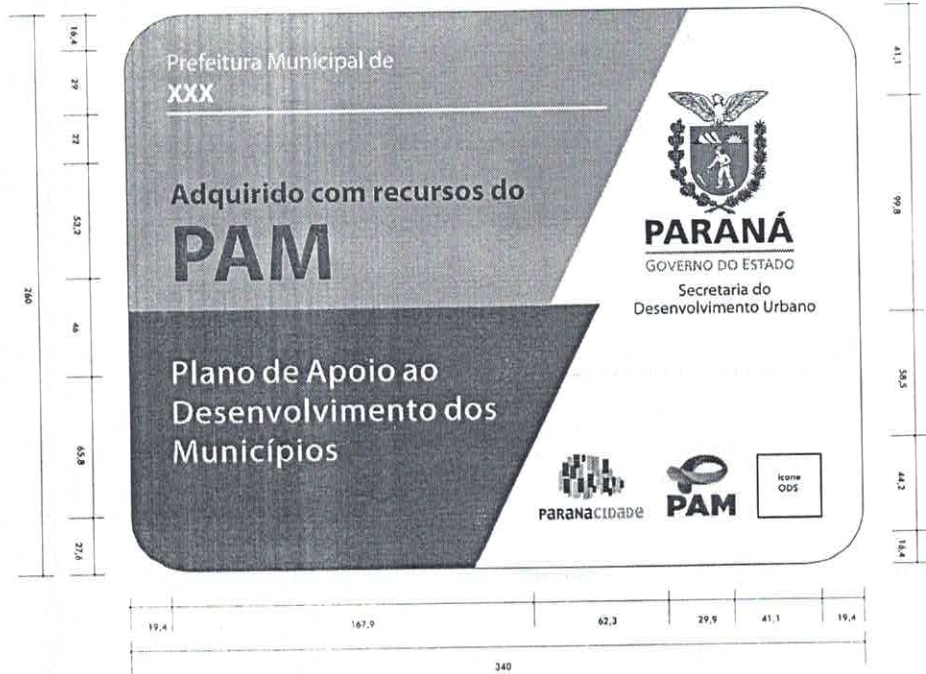 Prefeitura Municipal de
XXX
Adquirido com recursos do
PAM
Plano de Apoio ao
Desenvolvimento dos
Municípios
PARANÁ
GOVERNO DO ESTADO
Secretaria do
Desenvolvimento Urbano
PARANACIDADE
PAM
ícone
ODS
260
16,4
29
22
53,2
46
65,8
27,6
41,1
99,8
58,5
44,2
16,4
19,4
167,9
62,3
29,9
41,1
19,4
340